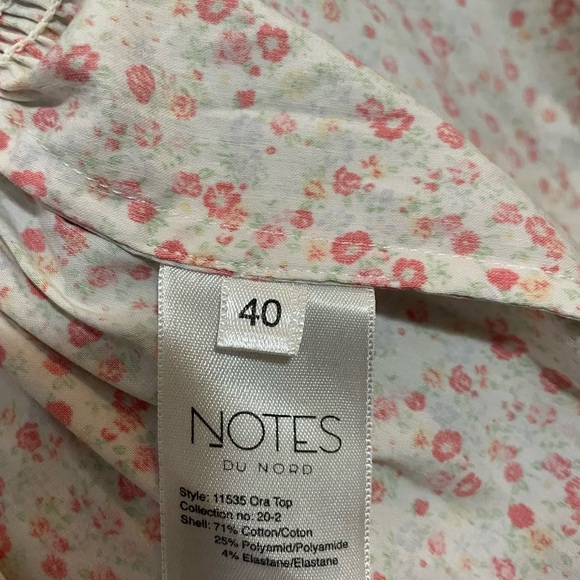 40
NOTES
DU NORD
Style: 11535 Ora Top
Collection no: 20-2
Shell: 71% Cotton/Coton
25% Polyamid/Polyamide
4% Elastane/Elastane